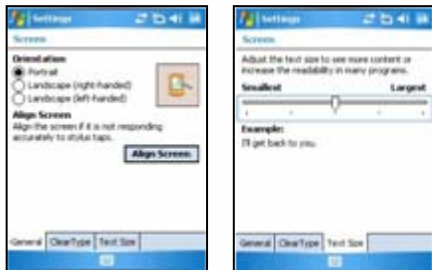 Settings
Screen
Orientation
Portrait
Landscape (right-handed)
Landscape (left-handed)
Align Screen
Align the screen if it is not responding
accurately to stylus taps.
Align Screen
General ClearType Text Size
Settings
Screen
Adjust the text size to see more content or
increase the readability in many programs.
Smallest Largest
Example:
I'll get back to you.
General ClearType Text Size